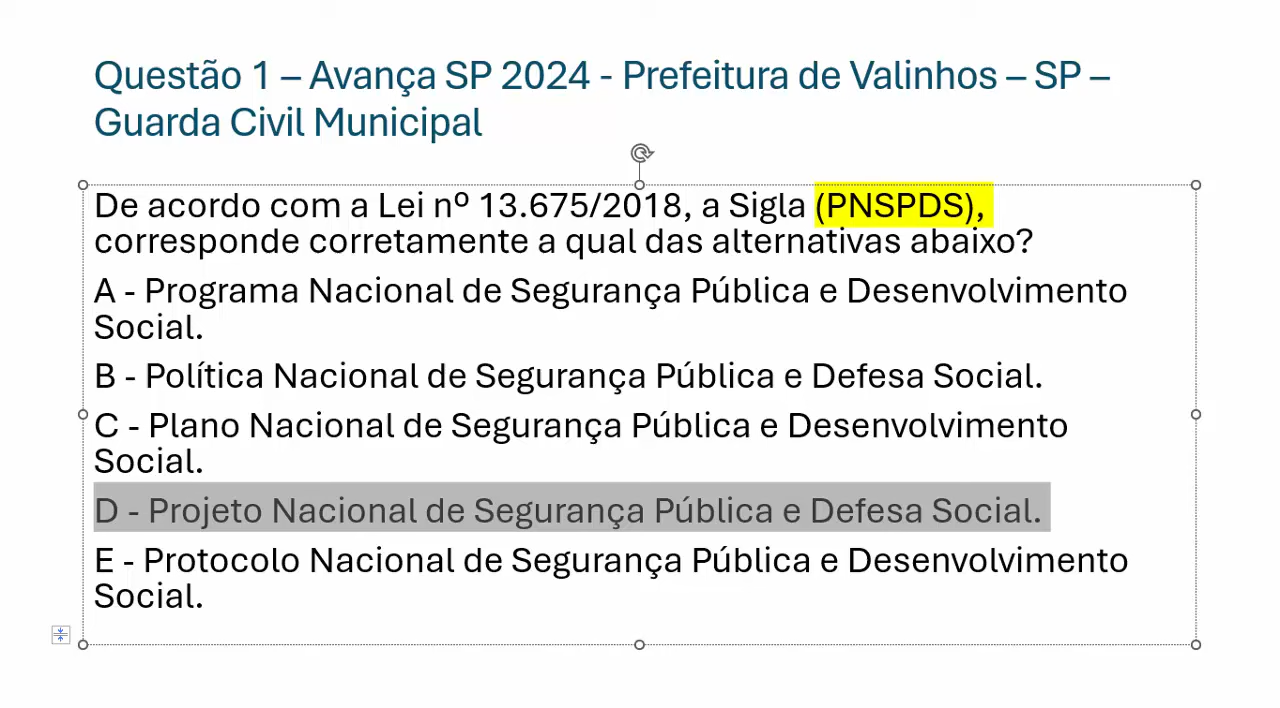 Questão 1 – Avança SP 2024 - Prefeitura de Valinhos – SP –
Guarda Civil Municipal
De acordo com a Lei nº 13.675/2018, a Sigla (PNSPDS),
corresponde corretamente a qual das alternativas abaixo?
A - Programa Nacional de Segurança Pública e Desenvolvimento
Social.
B - Política Nacional de Segurança Pública e Defesa Social.
C - Plano Nacional de Segurança Pública e Desenvolvimento
Social.
D - Projeto Nacional de Segurança Pública e Defesa Social.
E - Protocolo Nacional de Segurança Pública e Desenvolvimento
Social.